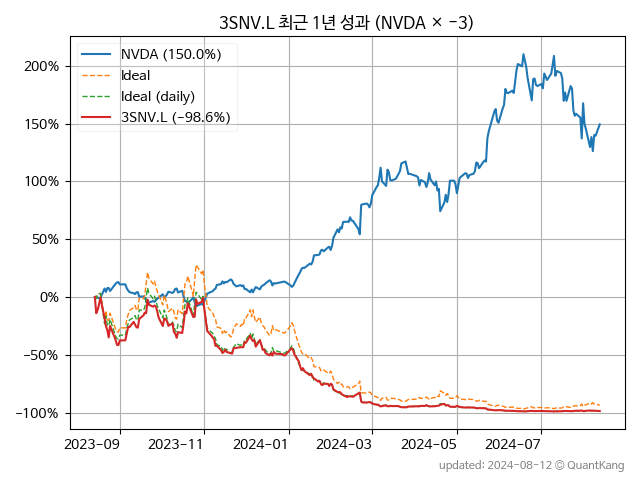 3SNV.L 최근 1년 성과 (NVDA × −3)
NVDA (150.0%)
Ideal
Ideal (daily)
3SNV.L (−98.6%)
200%
150%
100%
50%
0%
−50%
−100%
2023-09 2023-11 2024-01 2024-03 2024-05 2024-07
updated: 2024-08-12 © QuantKang